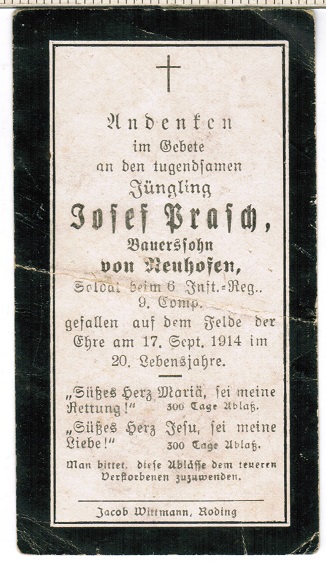 Andenken
im Gebete
an den tugendsamen
Jüngling
Josef Prasch,
Bauerssohn
von Neuhofen,
Soldat beim 6 Inft.-Reg..
9. Comp.
gefallen auf dem Felde der
Ehre am 17. Sept. 1914 im
20. Lebensjahre.
„Süßes Herz Mariä, sei meine
Rettung!" 300 Tage Ablaß.
„Süßes Herz Jesu, sei meine
Liebe!" 300 Tage Ablaß.
Man bittet, diese Ablässe dem teueren
Verstorbenen zuzuwenden.
Jacob Wittmann, Roding